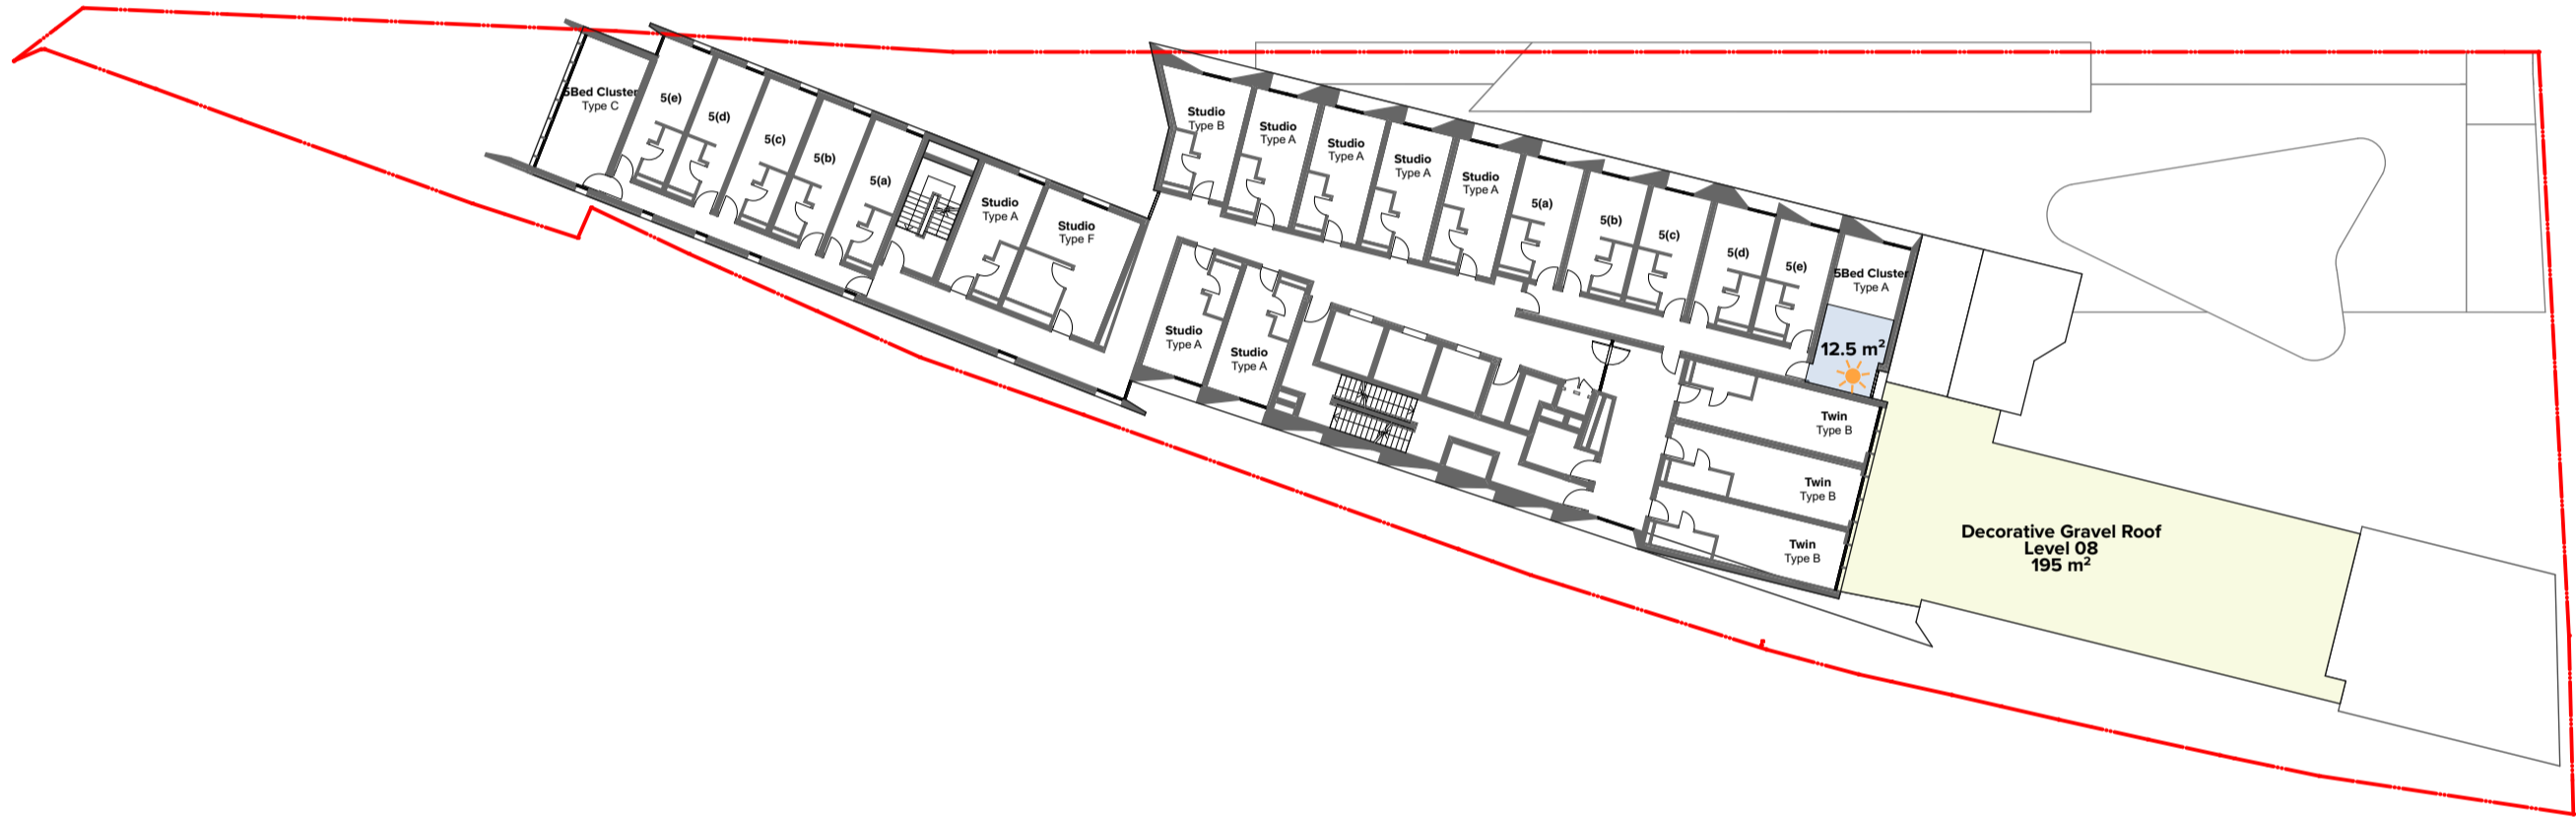 5Bed Cluster
Type C
5(e)
5(d)
5(c)
5(b)
5(a)
Studio
Type A
Studio
Type F
Studio
Type B
Studio
Type A
Studio
Type A
Studio
Type A
Studio
Type A
5(a)
5(b)
5(c)
5(d)
5(e)
5Bed Cluster
Type A
12.5 m²
Studio
Type A
Studio
Type A
Twin
Type B
Twin
Type B
Twin
Type B
Decorative Gravel Roof
Level 08
195 m²